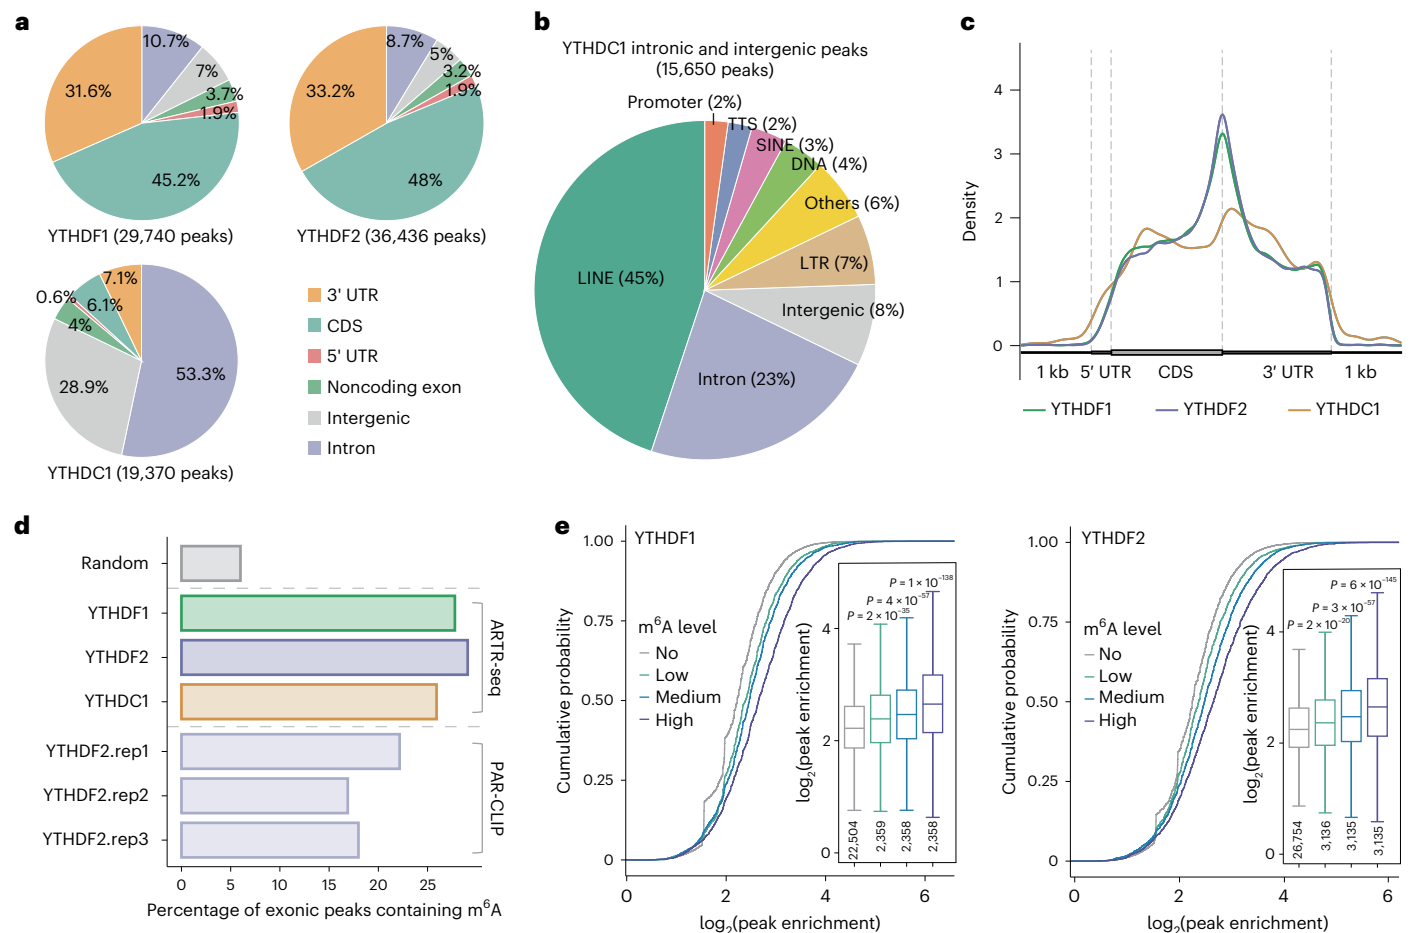 a
10.7%
7%
3.7%
1.9%
31.6%
45.2%
YTHDF1 (29,740 peaks)
8.7%
5%
3.2%
1.9%
33.2%
48%
YTHDF2 (36,436 peaks)
7.1%
0.6%
6.1%
4%
28.9%
53.3%
YTHDC1 (19,370 peaks)
3' UTR
CDS
5' UTR
Noncoding exon
Intergenic
Intron
b
YTHDC1 intronic and intergenic peaks
(15,650 peaks)
Promoter (2%)
TTS (2%)
SINE (3%)
DNA (4%)
Others (6%)
LTR (7%)
Intergenic (8%)
Intron (23%)
LINE (45%)
c
Density
4
3
2
1
0
1 kb 5' UTR CDS 3' UTR 1 kb
YTHDF1 YTHDF2 YTHDC1
d
Random
YTHDF1
YTHDF2
YTHDC1
YTHDF2.rep1
YTHDF2.rep2
YTHDF2.rep3
ARTR-seq
PAR-CLIP
0 5 10 15 20 25
Percentage of exonic peaks containing m⁶A
e
YTHDF1
Cumulative probability
1.00
0.75
0.50
0.25
0
m⁶A level
No
Low
Medium
High
log₂(peak enrichment)
4
2
0
P = 1 × 10⁻¹³⁸
P = 4 × 10⁻⁵⁷
P = 2 × 10⁻³⁵
22,504
2,359
2,358
2,358
0 2 4 6
log₂(peak enrichment)
YTHDF2
Cumulative probability
1.00
0.75
0.50
0.25
0
m⁶A level
No
Low
Medium
High
log₂(peak enrichment)
4
2
0
P = 6 × 10⁻¹⁴⁵
P = 3 × 10⁻⁵⁷
P = 2 × 10⁻²⁰
26,754
3,136
3,135
3,135
0 2 4 6
log₂(peak enrichment)